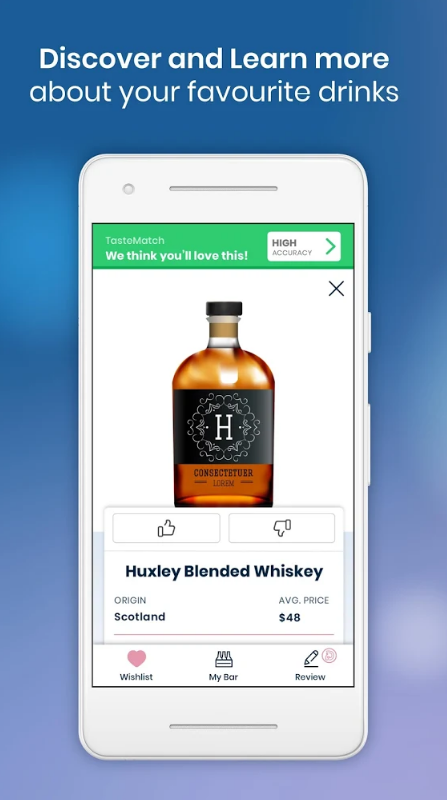 Discover and Learn more
about your favourite drinks
TasteMatch
We think you'll love this!
HIGH
ACCURACY
H
CONSECTETUER
LOREM
Huxley Blended Whiskey
ORIGIN
AVG. PRICE
Scotland
$48
Wishlist
My Bar
Review